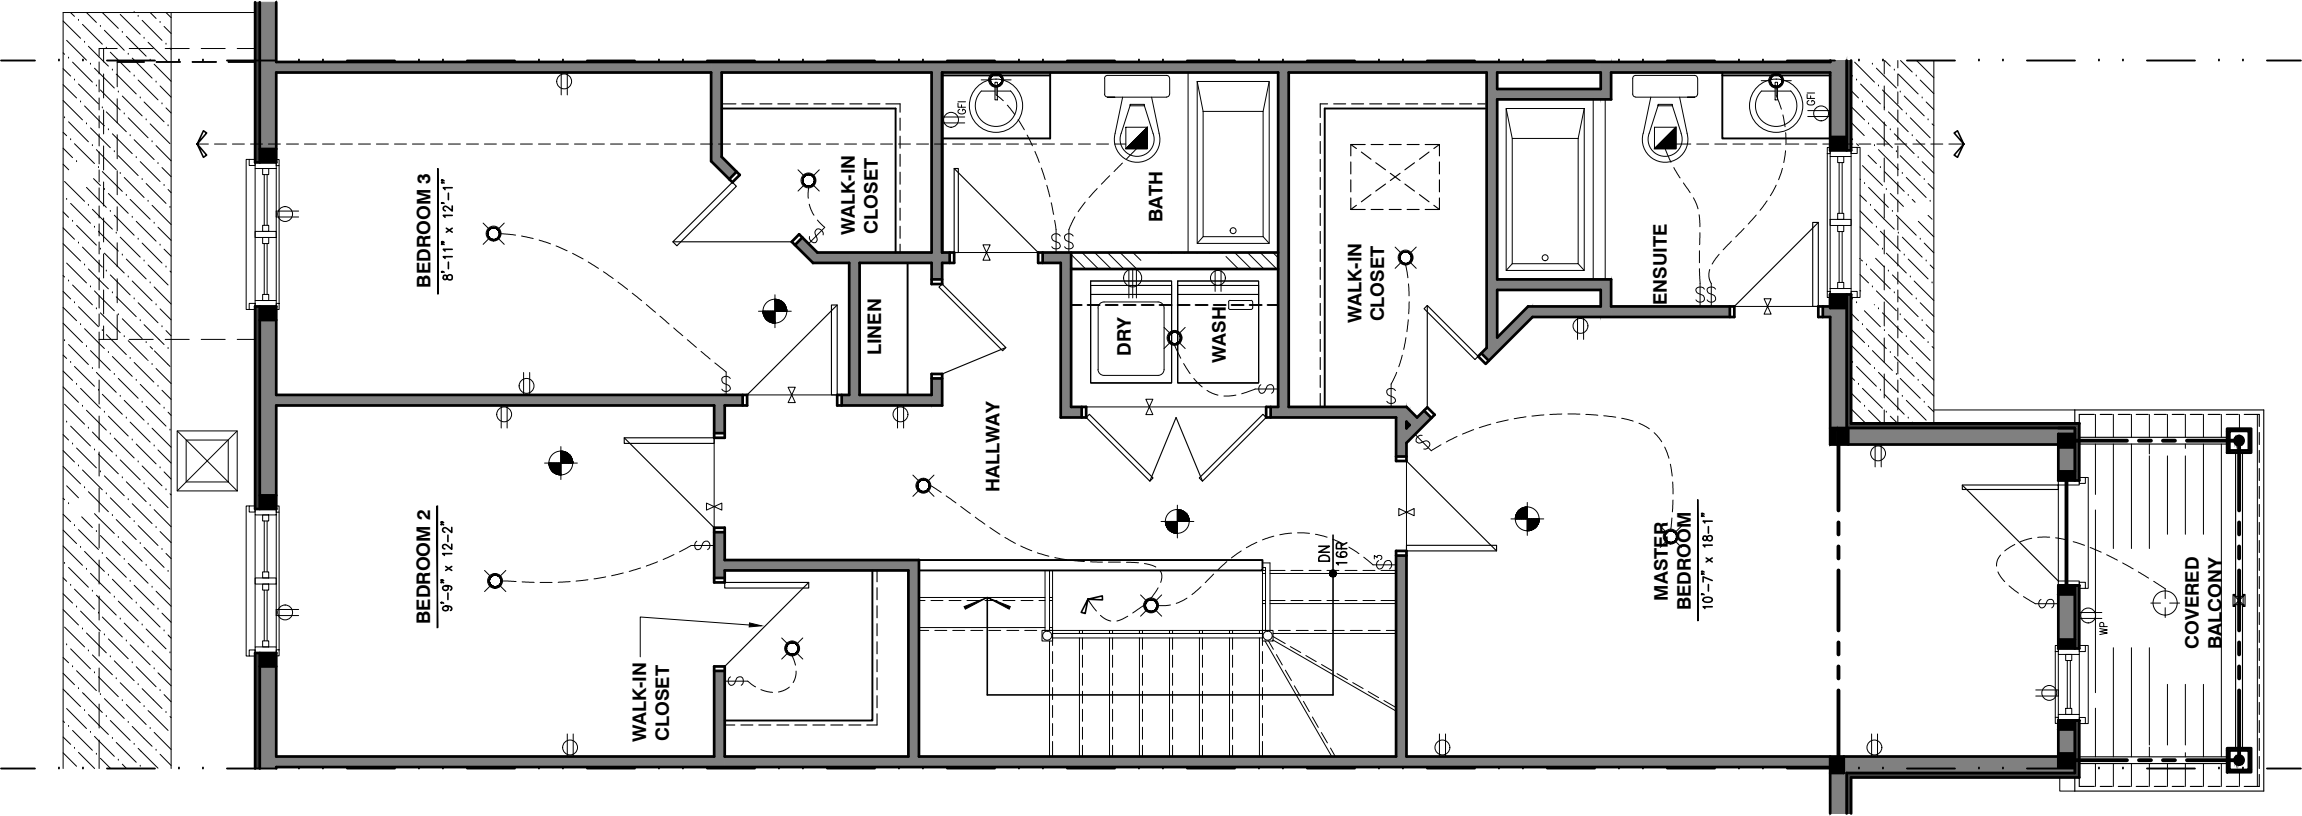 BEDROOM 3
8'-11" x 12'-1"
WALK-IN
CLOSET
GFI
BATH
WALK-IN
CLOSET
ENSUITE
GFI
LINEN
DRY
WASH
HALLWAY
BEDROOM 2
9'-9" x 12-2"
WALK-IN
CLOSET
DN
16R
MASTER
BEDROOM
10'-7" x 18-1"
COVERED
BALCONY
WP
$
$
$
$
$
$
$
$
$
$
$
$
$3
$
$